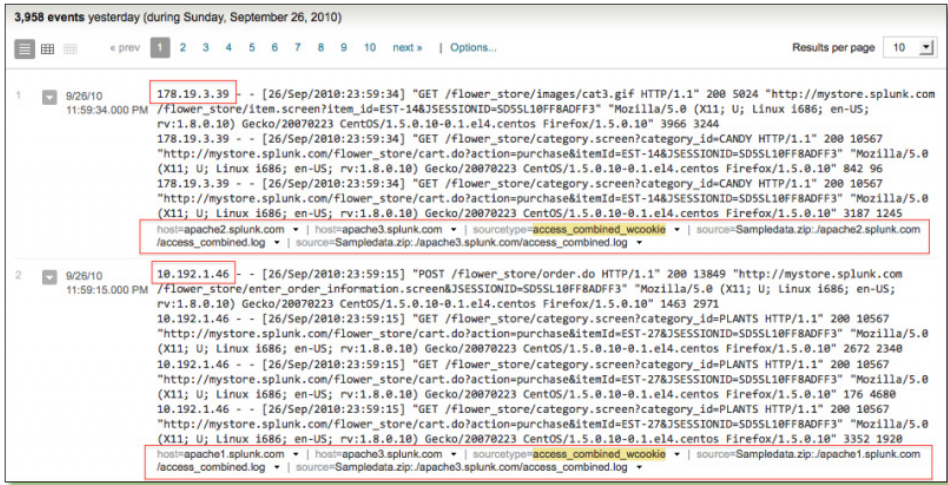 3,958 events yesterday (during Sunday, September 26, 2010)
« prev 1 2 3 4 5 6 7 8 9 10 next » | Options... Results per page 10
1 9/26/10 178.19.3.39 - - [26/Sep/2010:23:59:34] "GET /flower_store/images/cat3.gif HTTP/1.1" 200 5024 "http://mystore.splunk.com
11:59:34.000 PM /flower_store/item.screen?item_id=EST-14&JSESSIONID=SD5SL10FF8ADFF3" "Mozilla/5.0 (X11; U; Linux i686; en-US;
rv:1.8.0.10) Gecko/20070223 CentOS/1.5.0.10-0.1.el4.centos Firefox/1.5.0.10" 3966 3244
178.19.3.39 - - [26/Sep/2010:23:59:34] "GET /flower_store/category.screen?category_id=CANDY HTTP/1.1" 200 10567
"http://mystore.splunk.com/flower_store/cart.do?action=purchase&itemId=EST-14&JSESSIONID=SD5SL10FF8ADFF3" "Mozilla/5.0
(X11; U; Linux i686; en-US; rv:1.8.0.10) Gecko/20070223 CentOS/1.5.0.10-0.1.el4.centos Firefox/1.5.0.10" 842 96
178.19.3.39 - - [26/Sep/2010:23:59:34] "GET /flower_store/category.screen?category_id=CANDY HTTP/1.1" 200 10567
"http://mystore.splunk.com/flower_store/cart.do?action=purchase&itemId=EST-14&JSESSIONID=SD5SL10FF8ADFF3" "Mozilla/5.0
(X11; U; Linux i686; en-US; rv:1.8.0.10) Gecko/20070223 CentOS/1.5.0.10-0.1.el4.centos Firefox/1.5.0.10" 3187 1245
host=apache2.splunk.com | host=apache3.splunk.com | sourcetype=access_combined_wcookie | source=Sampledata.zip:./apache2.splunk.com
/access_combined.log | source=Sampledata.zip:./apache3.splunk.com/access_combined.log
2 9/26/10 10.192.1.46 - - [26/Sep/2010:23:59:15] "POST /flower_store/order.do HTTP/1.1" 200 13849 "http://mystore.splunk.com
11:59:15.000 PM /flower_store/enter_order_information.screen&JSESSIONID=SD5SL10FF8ADFF3" "Mozilla/5.0 (X11; U; Linux i686; en-US;
rv:1.8.0.10) Gecko/20070223 CentOS/1.5.0.10-0.1.el4.centos Firefox/1.5.0.10" 1463 2971
10.192.1.46 - - [26/Sep/2010:23:59:15] "GET /flower_store/category.screen?category_id=PLANTS HTTP/1.1" 200 10567
"http://mystore.splunk.com/flower_store/cart.do?action=purchase&itemId=EST-27&JSESSIONID=SD5SL10FF8ADFF3" "Mozilla/5.0
(X11; U; Linux i686; en-US; rv:1.8.0.10) Gecko/20070223 CentOS/1.5.0.10-0.1.el4.centos Firefox/1.5.0.10" 2672 2340
10.192.1.46 - - [26/Sep/2010:23:59:15] "GET /flower_store/category.screen?category_id=PLANTS HTTP/1.1" 200 10567
"http://mystore.splunk.com/flower_store/cart.do?action=purchase&itemId=EST-27&JSESSIONID=SD5SL10FF8ADFF3" "Mozilla/5.0
(X11; U; Linux i686; en-US; rv:1.8.0.10) Gecko/20070223 CentOS/1.5.0.10-0.1.el4.centos Firefox/1.5.0.10" 176 4680
10.192.1.46 - - [26/Sep/2010:23:59:15] "GET /flower_store/category.screen?category_id=PLANTS HTTP/1.1" 200 10567
"http://mystore.splunk.com/flower_store/cart.do?action=purchase&itemId=EST-27&JSESSIONID=SD5SL10FF8ADFF3" "Mozilla/5.0
(X11; U; Linux i686; en-US; rv:1.8.0.10) Gecko/20070223 CentOS/1.5.0.10-0.1.el4.centos Firefox/1.5.0.10" 3352 1920
host=apache1.splunk.com | host=apache3.splunk.com | sourcetype=access_combined_wcookie | source=Sampledata.zip:./apache1.splunk.com
/access_combined.log | source=Sampledata.zip:./apache3.splunk.com/access_combined.log